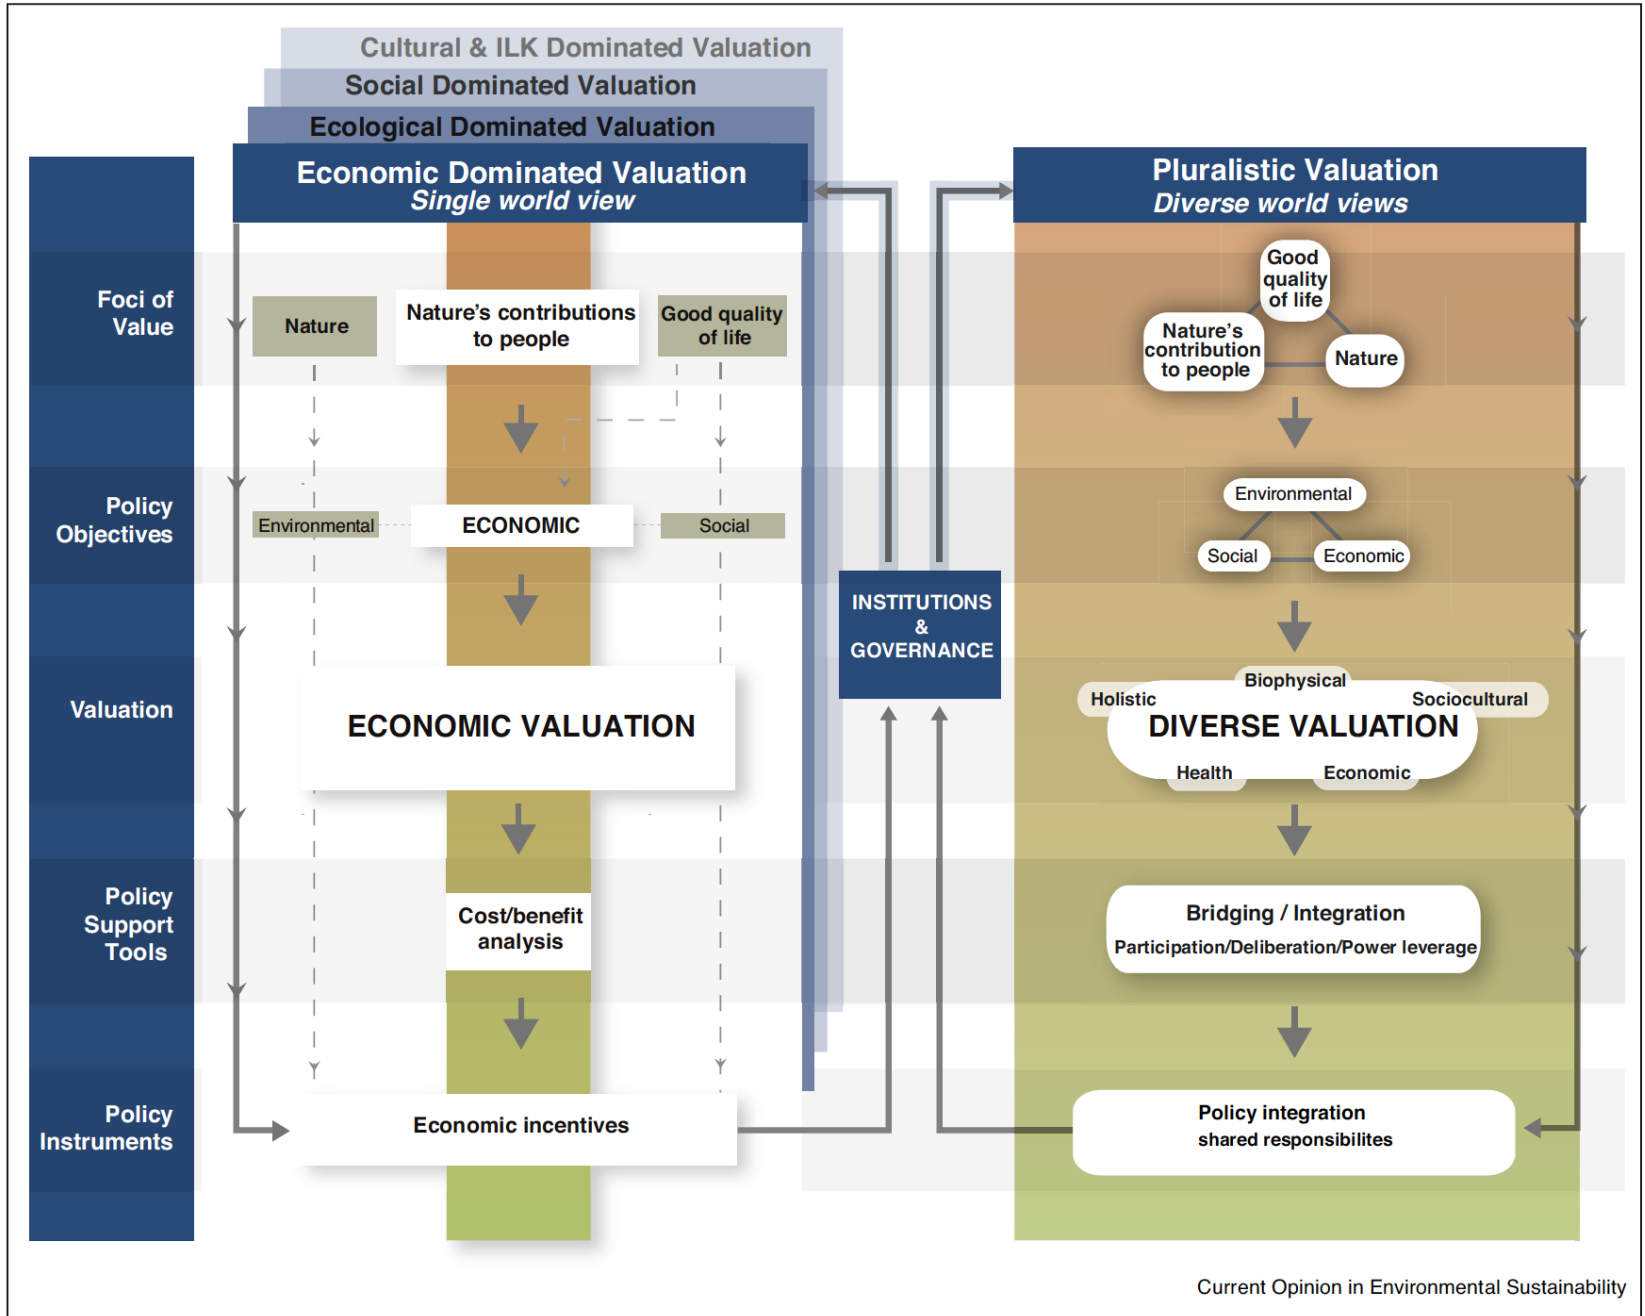 Cultural & ILK Dominated Valuation
Social Dominated Valuation
Ecological Dominated Valuation
Economic Dominated Valuation
Single world view
Pluralistic Valuation
Diverse world views
Foci of
Value
Nature
Nature's contributions
to people
Good quality
of life
Good
quality
of life
Nature's
contribution
to people
Nature
Policy
Objectives
Environmental
ECONOMIC
Social
Environmental
Social
Economic
INSTITUTIONS
&
GOVERNANCE
Valuation
ECONOMIC VALUATION
Biophysical
Holistic
Sociocultural
DIVERSE VALUATION
Health
Economic
Policy
Support
Tools
Cost/benefit
analysis
Bridging / Integration
Participation/Deliberation/Power leverage
Policy
Instruments
Economic incentives
Policy integration
shared responsibilites
Current Opinion in Environmental Sustainability